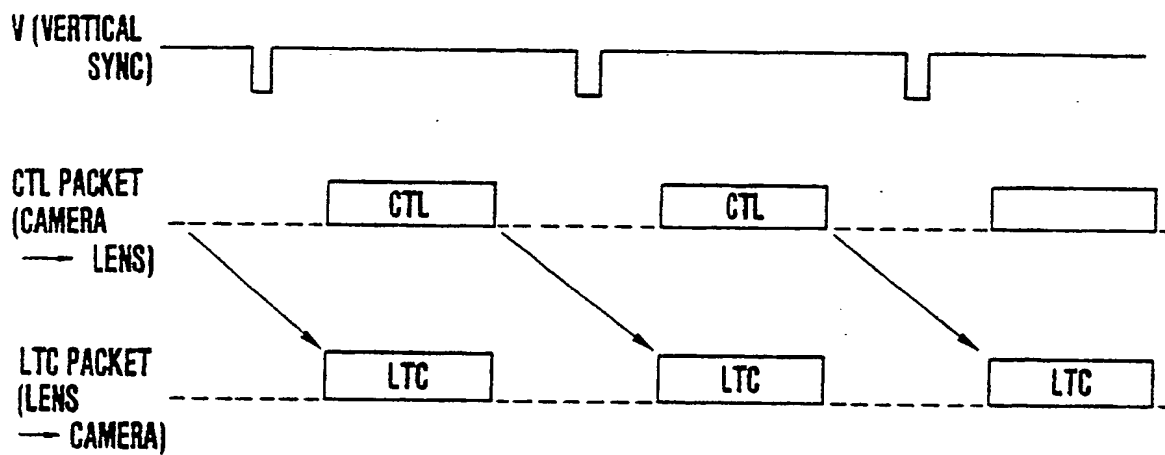 V (VERTICAL
SYNC)
CTL PACKET
(CAMERA
→ LENS)
CTL
CTL
LTC PACKET
(LENS
→ CAMERA)
LTC
LTC
LTC